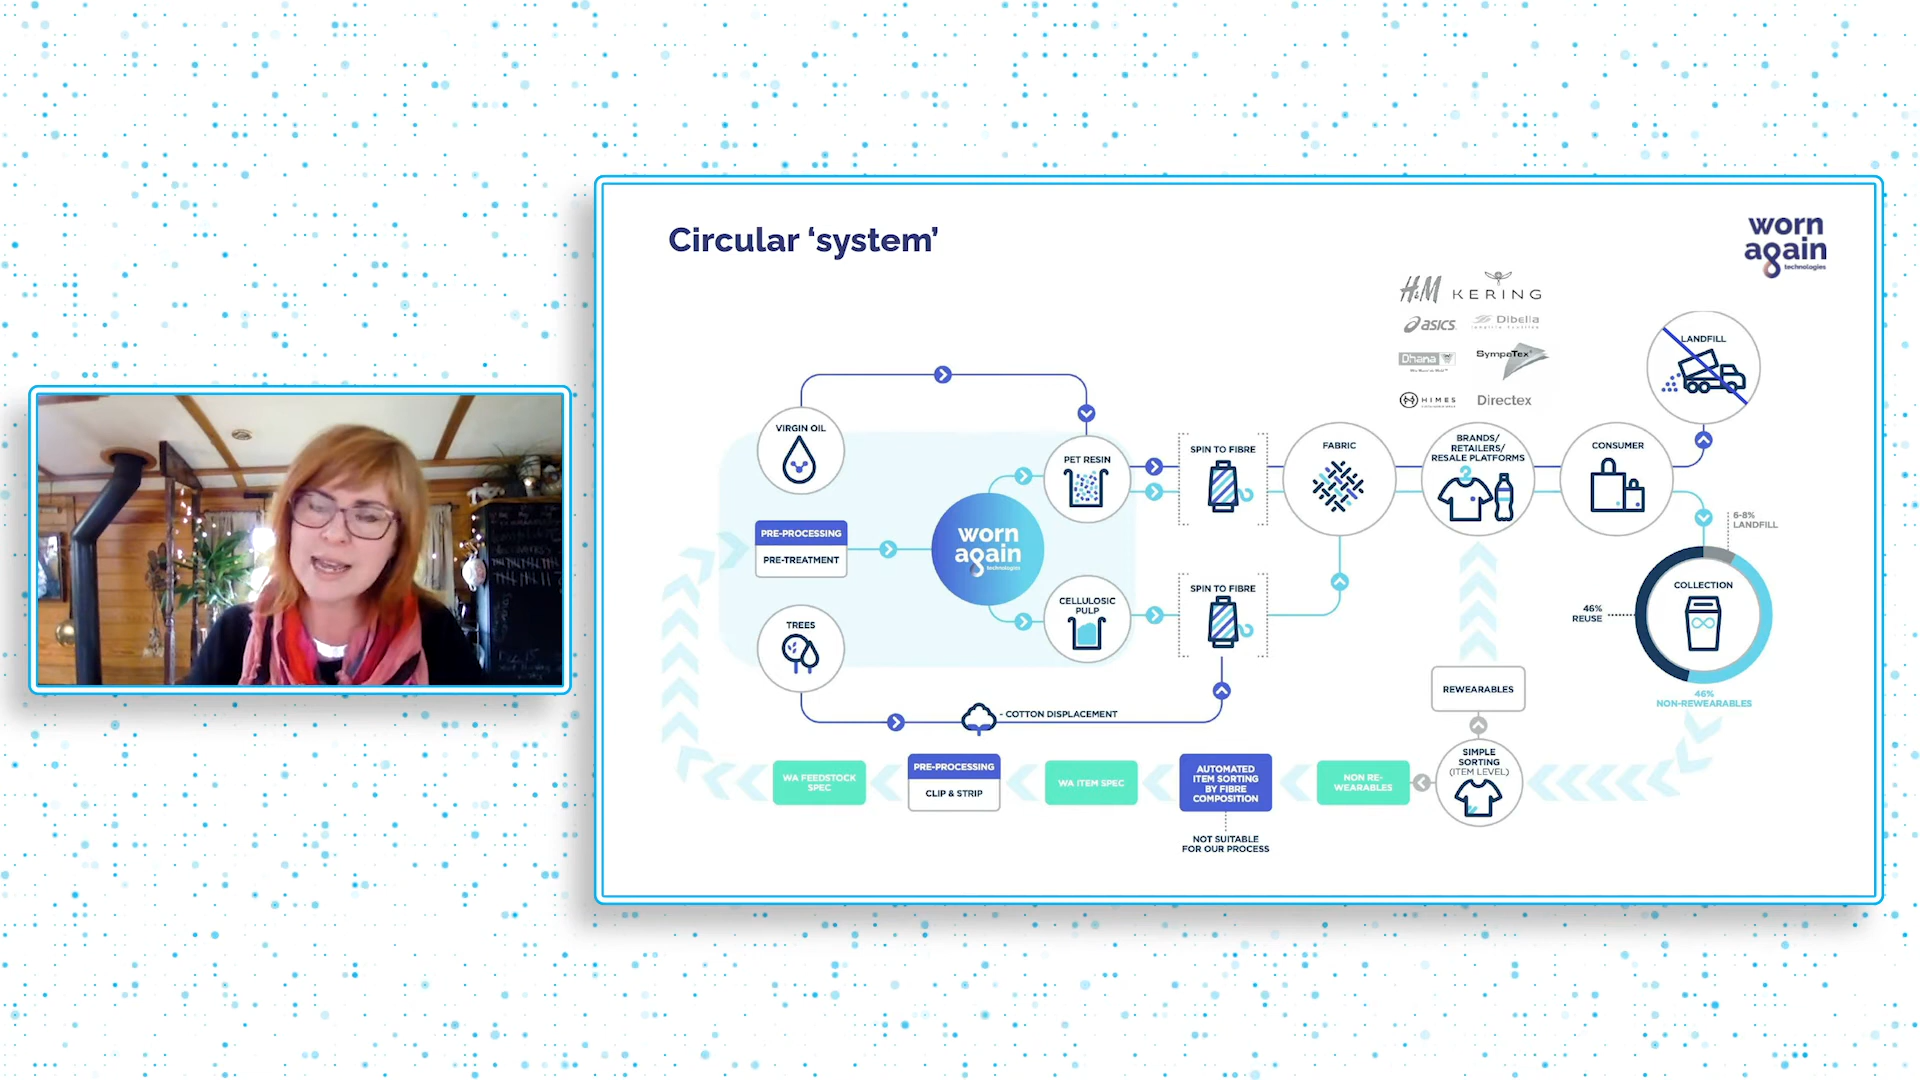 Circular ‘system’
worn
again
technologies
H&M KERING
asics Dibella
Dhana SympaTex
HIMES Directex
LANDFILL
VIRGIN OIL
PET RESIN
SPIN TO FIBRE
FABRIC
BRANDS/
RETAILERS/
RESALE PLATFORMS
CONSUMER
6-8%
LANDFILL
PRE-PROCESSING
PRE-TREATMENT
worn
again
technologies
COLLECTION
46%
REUSE
46%
NON-REWEARABLES
CELLULOSIC
PULP
SPIN TO FIBRE
TREES
- COTTON DISPLACEMENT
REWEARABLES
SIMPLE
SORTING
(ITEM LEVEL)
WA FEEDSTOCK
SPEC
PRE-PROCESSING
CLIP & STRIP
WA ITEM SPEC
AUTOMATED
ITEM SORTING
BY FIBRE
COMPOSITION
NON RE-
WEARABLES
NOT SUITABLE
FOR OUR PROCESS